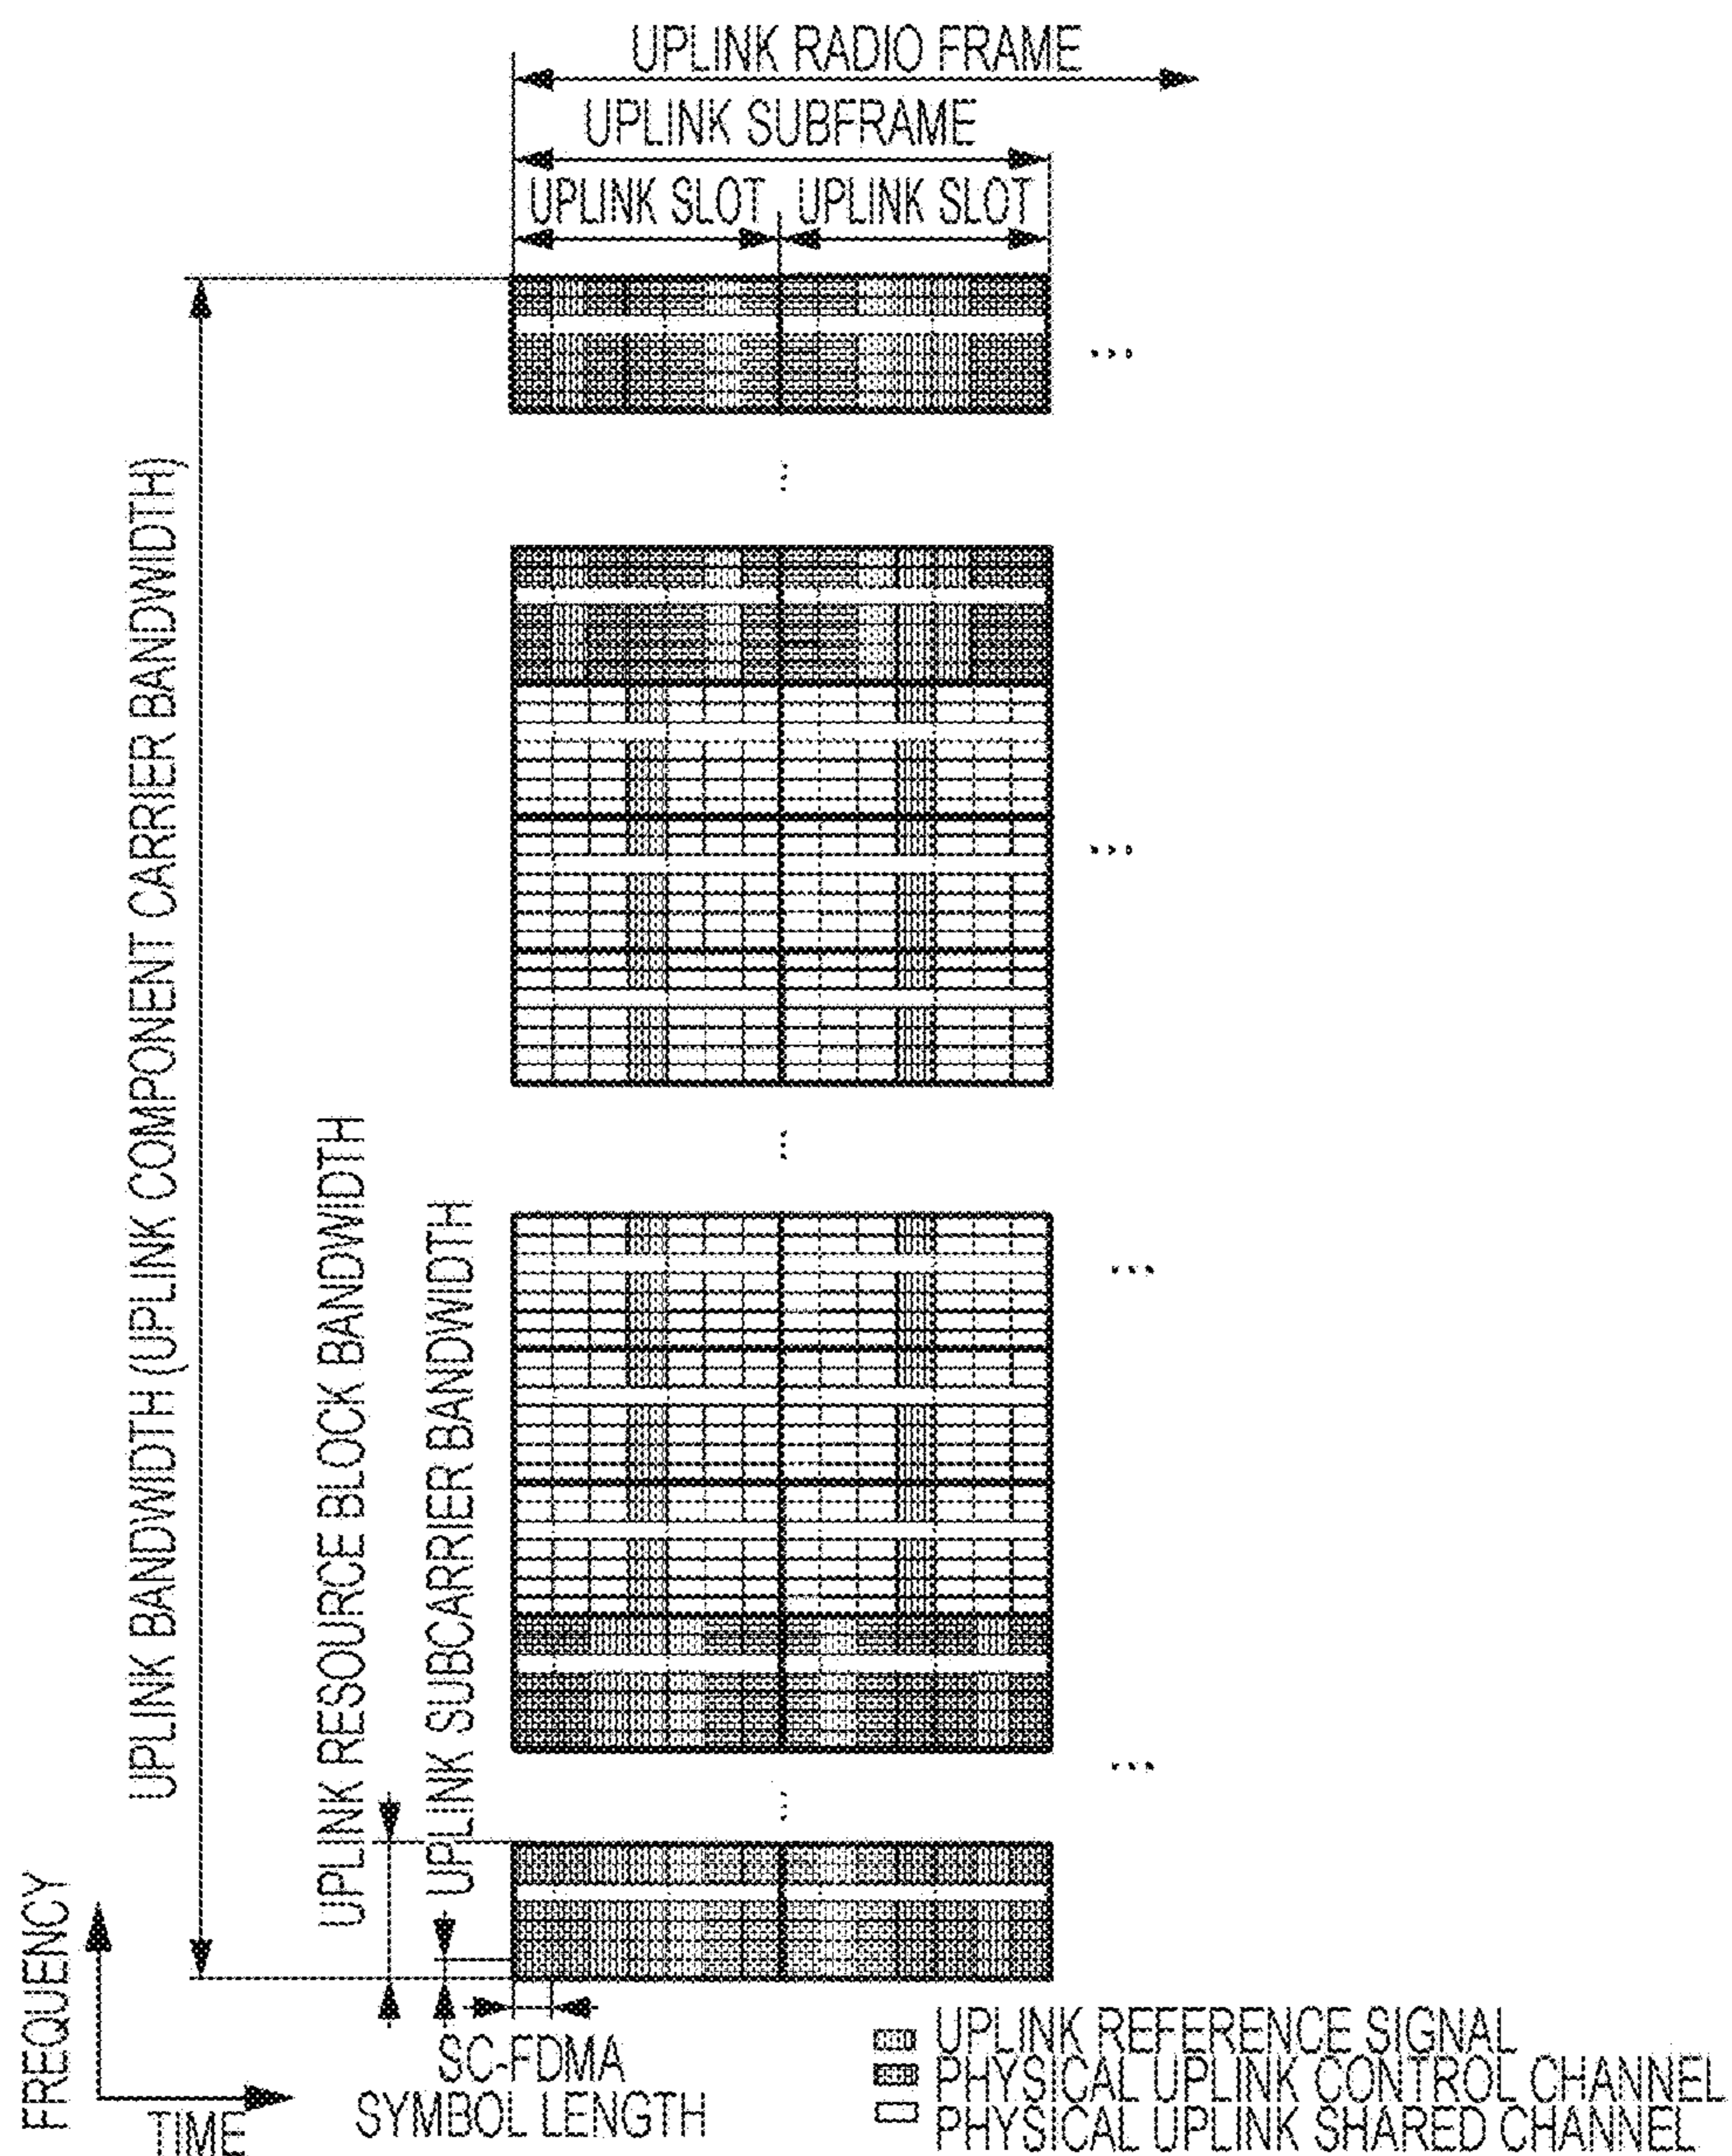 UPLINK RADIO FRAME
UPLINK SUBFRAME
UPLINK SLOT UPLINK SLOT
UPLINK BANDWIDTH (UPLINK COMPONENT CARRIER BANDWIDTH)
UPLINK RESOURCE BLOCK BANDWIDTH
UPLINK SUBCARRIER BANDWIDTH
FREQUENCY
TIME
SC-FDMA
SYMBOL LENGTH
UPLINK REFERENCE SIGNAL
PHYSICAL UPLINK CONTROL CHANNEL
PHYSICAL UPLINK SHARED CHANNEL